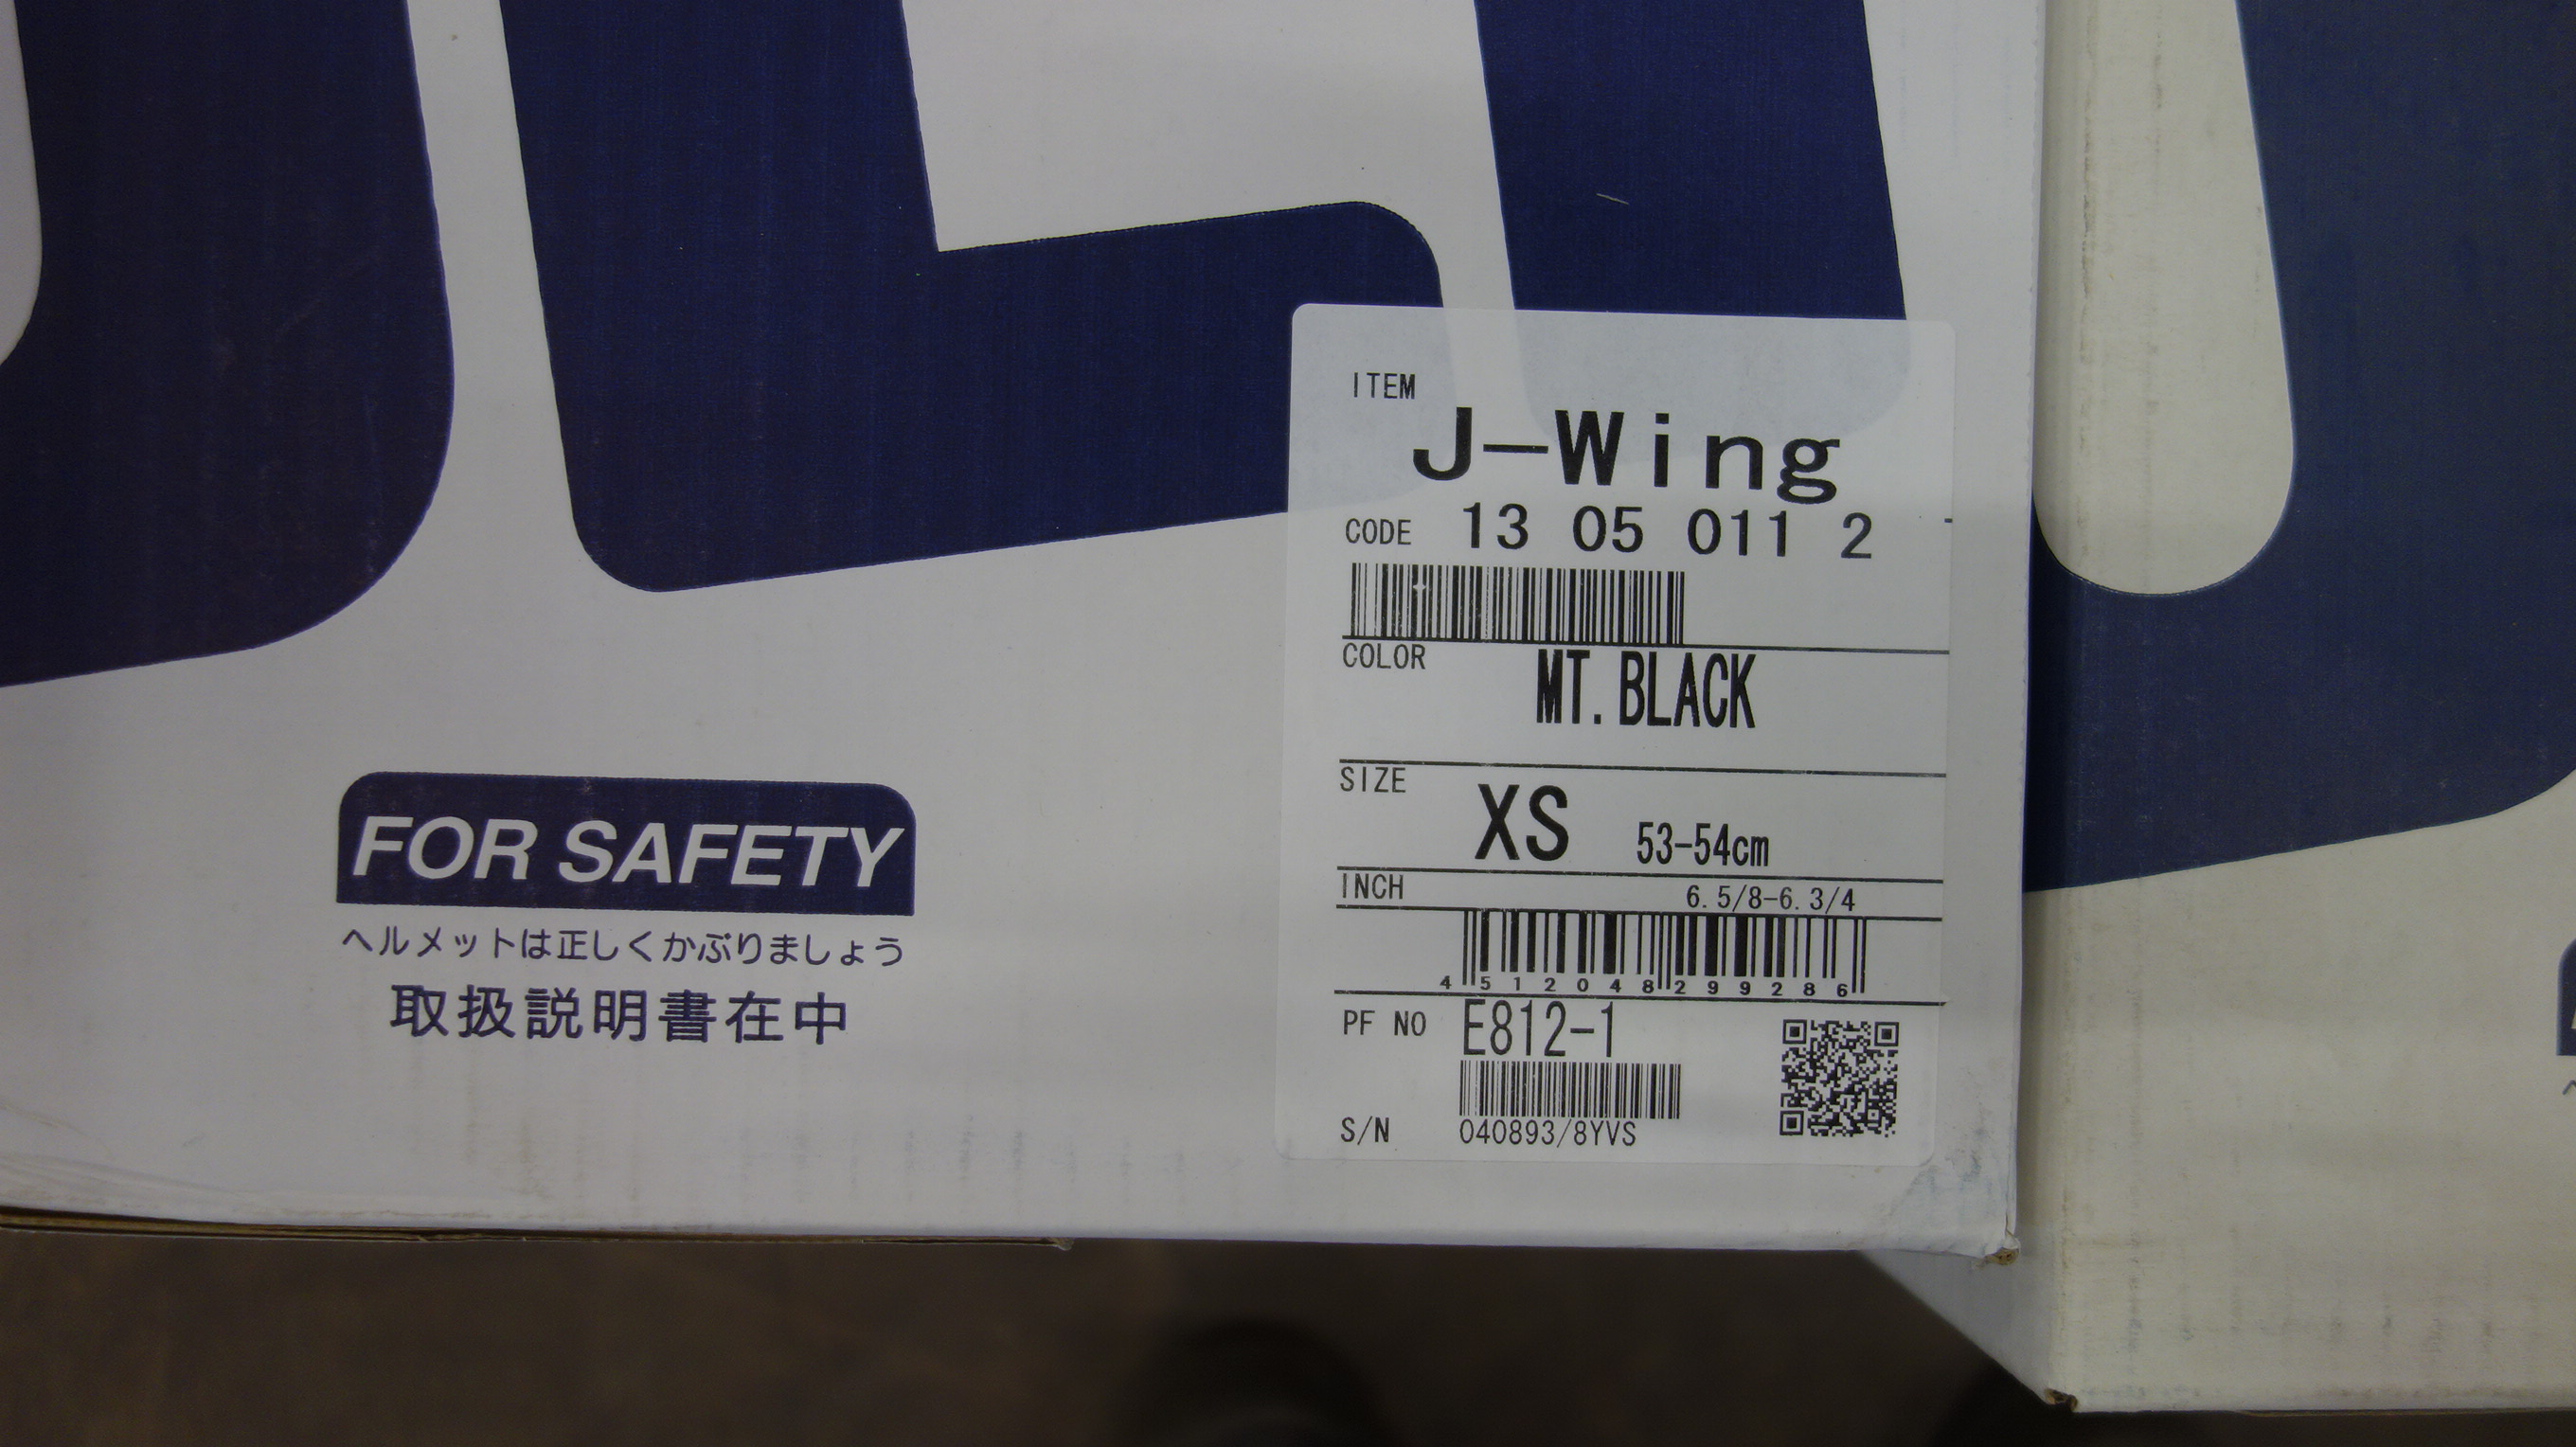 FOR SAFETY
ヘルメットは正しくかぶりましょう
取扱説明書在中
ITEM
J-Wing
CODE 13 05 011 2
COLOR MT.BLACK
SIZE XS 53-54cm
INCH 6.5/8-6.3/4
4 512048 299286
PF NO E812-1
S/N 040893/8YVS